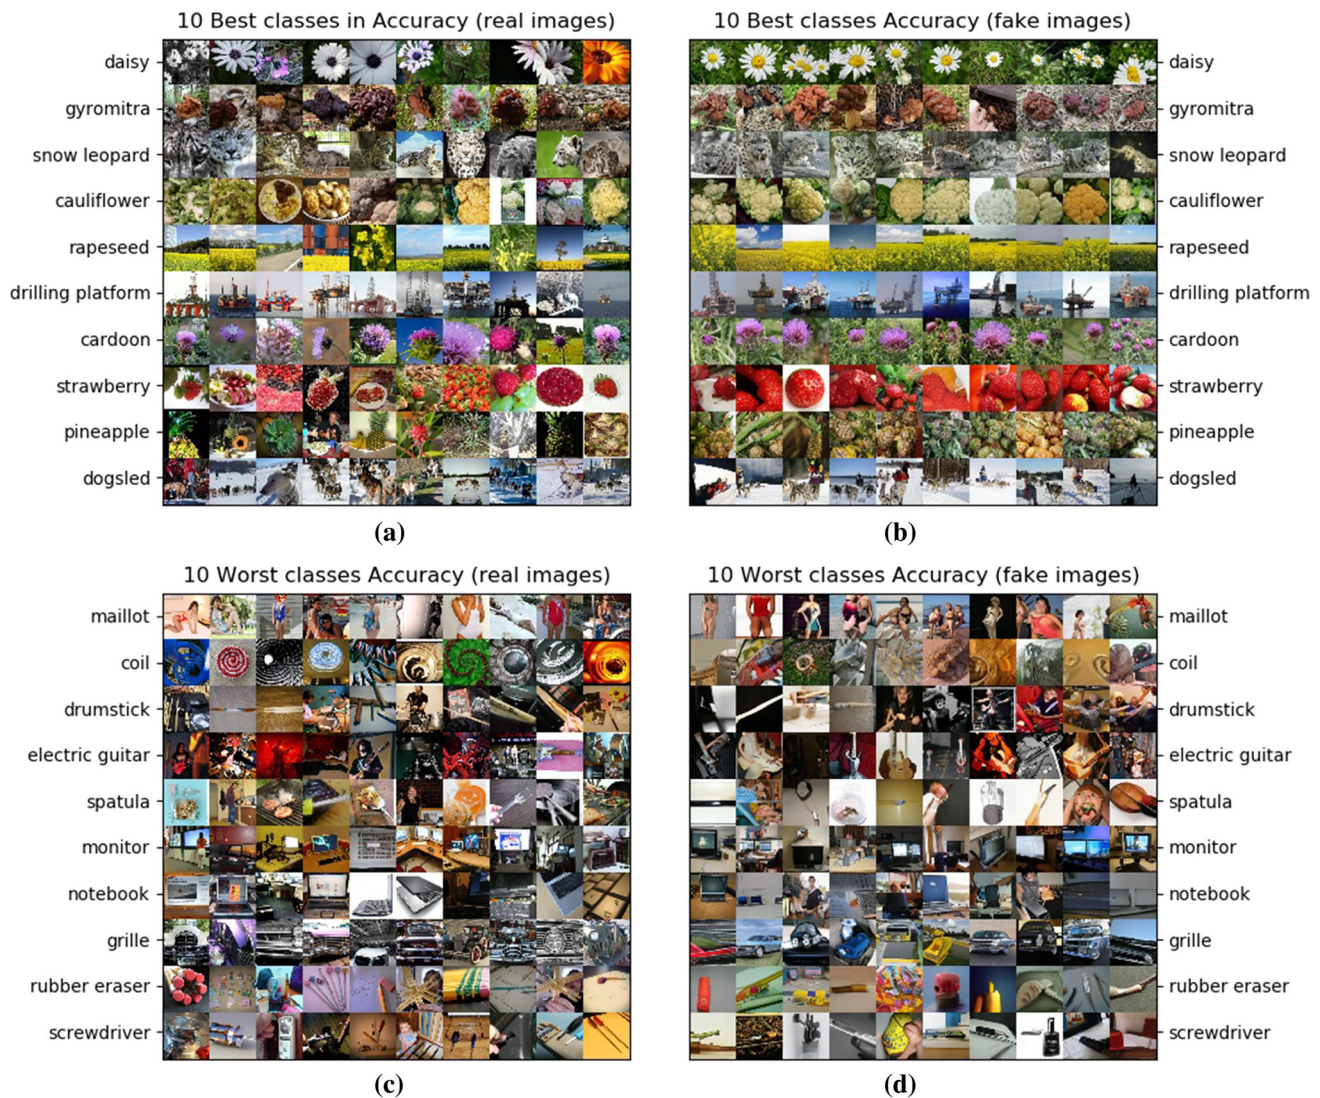 10 Best classes in Accuracy (real images)
10 Best classes Accuracy (fake images)
daisy
gyromitra
snow leopard
cauliflower
rapeseed
drilling platform
cardoon
strawberry
pineapple
dogsled
daisy
gyromitra
snow leopard
cauliflower
rapeseed
drilling platform
cardoon
strawberry
pineapple
dogsled
(a)
(b)
10 Worst classes Accuracy (real images)
10 Worst classes Accuracy (fake images)
maillot
coil
drumstick
electric guitar
spatula
monitor
notebook
grille
rubber eraser
screwdriver
maillot
coil
drumstick
electric guitar
spatula
monitor
notebook
grille
rubber eraser
screwdriver
(c)
(d)